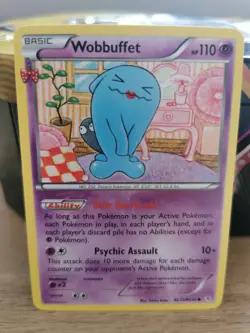 BASIC
Wobbuffet
HP110
Ability
As long as this Pokémon is your Active Pokémon,
each Pokémon in play, in each player's hand, and in
each player's discard pile has no Abilities (except for
Pokémon).
Psychic Assault 10+
This attack does 10 more damage for each damage
counter on your opponent's Active Pokémon.
×2